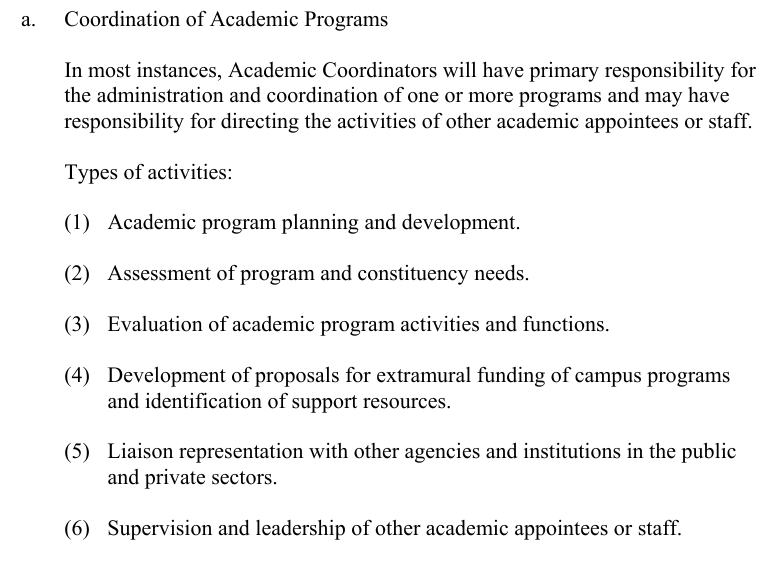 a. Coordination of Academic Programs
In most instances, Academic Coordinators will have primary responsibility for
the administration and coordination of one or more programs and may have
responsibility for directing the activities of other academic appointees or staff.
Types of activities:
(1) Academic program planning and development.
(2) Assessment of program and constituency needs.
(3) Evaluation of academic program activities and functions.
(4) Development of proposals for extramural funding of campus programs
and identification of support resources.
(5) Liaison representation with other agencies and institutions in the public
and private sectors.
(6) Supervision and leadership of other academic appointees or staff.